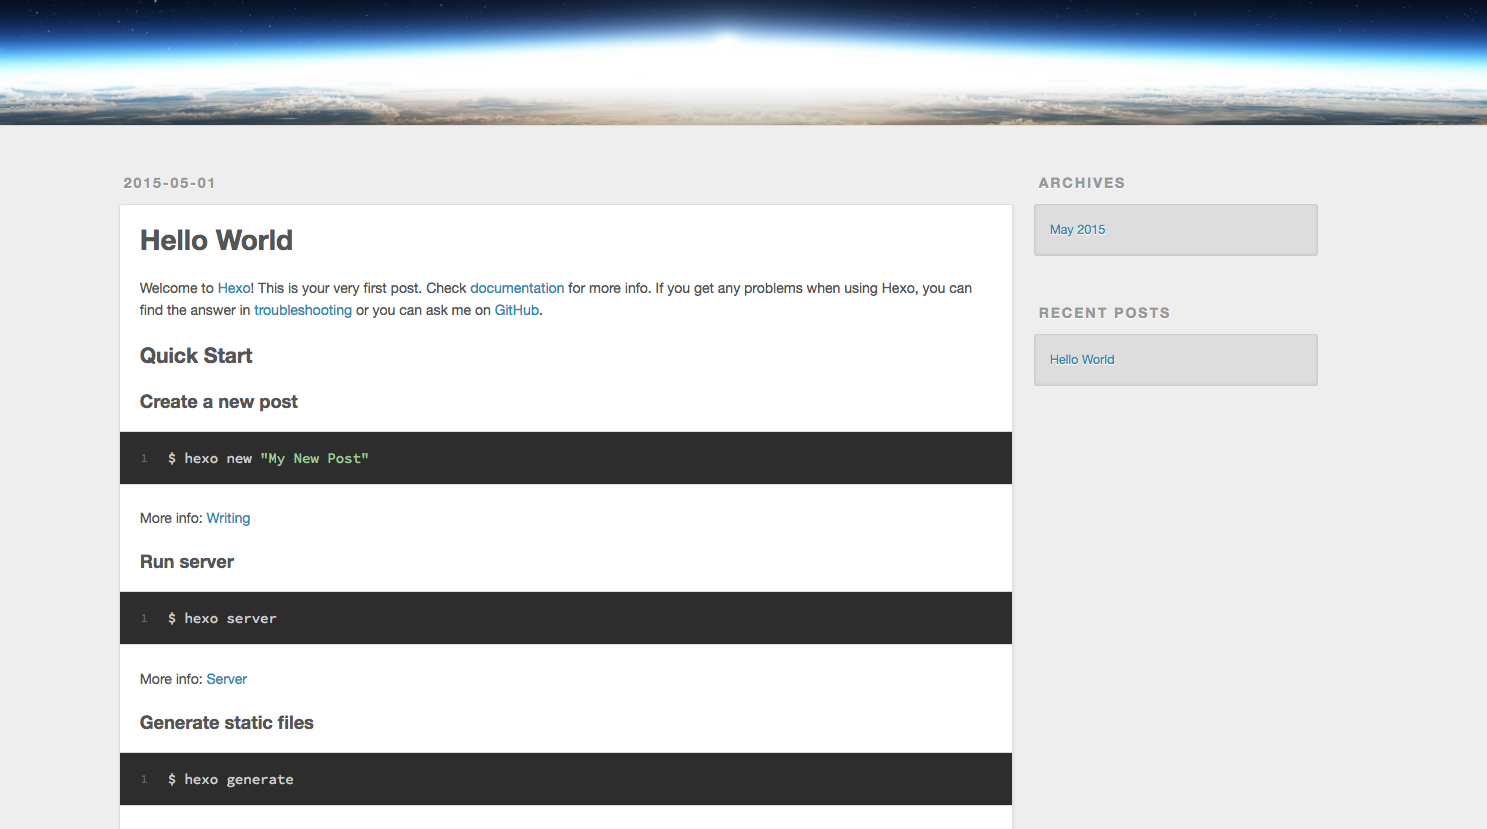 2015-05-01
Hello World
Welcome to Hexo! This is your very first post. Check documentation for more info. If you get any problems when using Hexo, you can
find the answer in troubleshooting or you can ask me on GitHub.
Quick Start
Create a new post
1 $ hexo new "My New Post"
More info: Writing
Run server
1 $ hexo server
More info: Server
Generate static files
1 $ hexo generate
ARCHIVES
May 2015
RECENT POSTS
Hello World